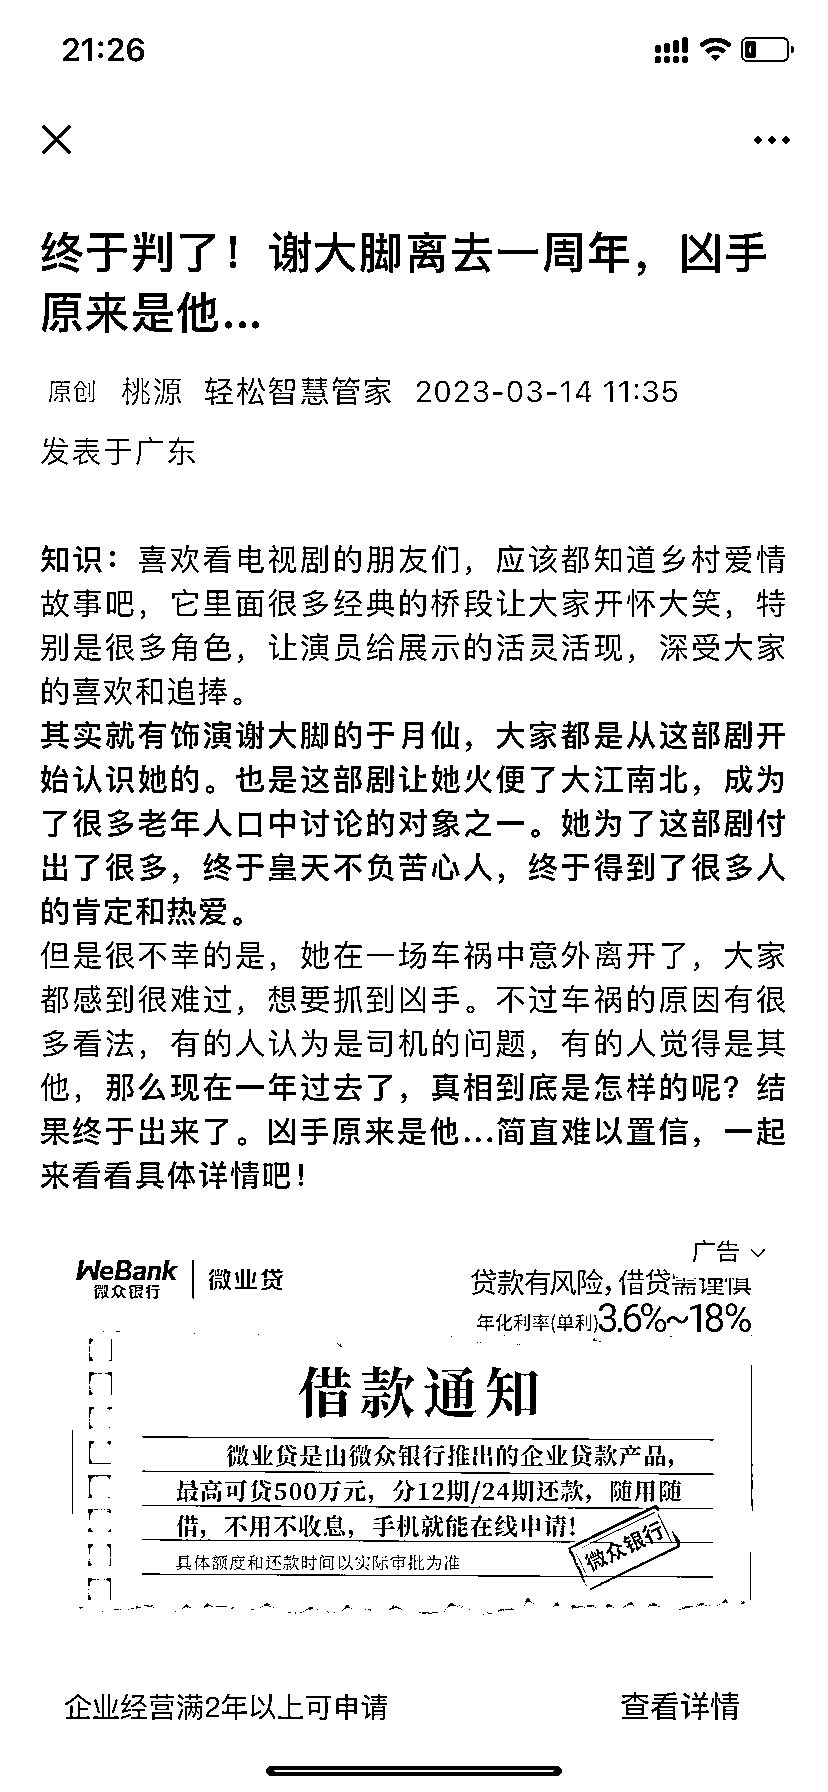 21:26
终于判了！谢大脚离去一周年，凶手
原来是他...
原创 桃源 轻松智慧管家 2023-03-14 11:35
发表于广东
知识：喜欢看电视剧的朋友们，应该都知道乡村爱情
故事吧，它里面很多经典的桥段让大家开怀大笑，特
别是很多角色，让演员给展示的活灵活现，深受大家
的喜欢和追捧。
其实就有饰演谢大脚的于月仙，大家都是从这部剧开
始认识她的。也是这部剧让她火便了大江南北，成为
了很多老年人口中讨论的对象之一。她为了这部剧付
出了很多，终于皇天不负苦心人，终于得到了很多人
的肯定和热爱。
但是很不幸的是，她在一场车祸中意外离开了，大家
都感到很难过，想要抓到凶手。不过车祸的原因有很
多看法，有的人认为是司机的问题，有的人觉得是其
他，那么现在一年过去了，真相到底是怎样的呢？结
果终于出来了。凶手原来是他...简直难以置信，一起
来看看具体详情吧！
广告
WeBank 微众银行 | 微业贷
贷款有风险，借贷需谨慎
年化利率(单利)3.6%~18%
借款通知
微业贷是由微众银行推出的企业贷款产品，
最高可贷500万元，分12期/24期还款，随用随
借，不用不收息，手机就能在线申请！
微众银行
具体额度和还款时间以实际审批为准
企业经营满2年以上可申请 查看详情